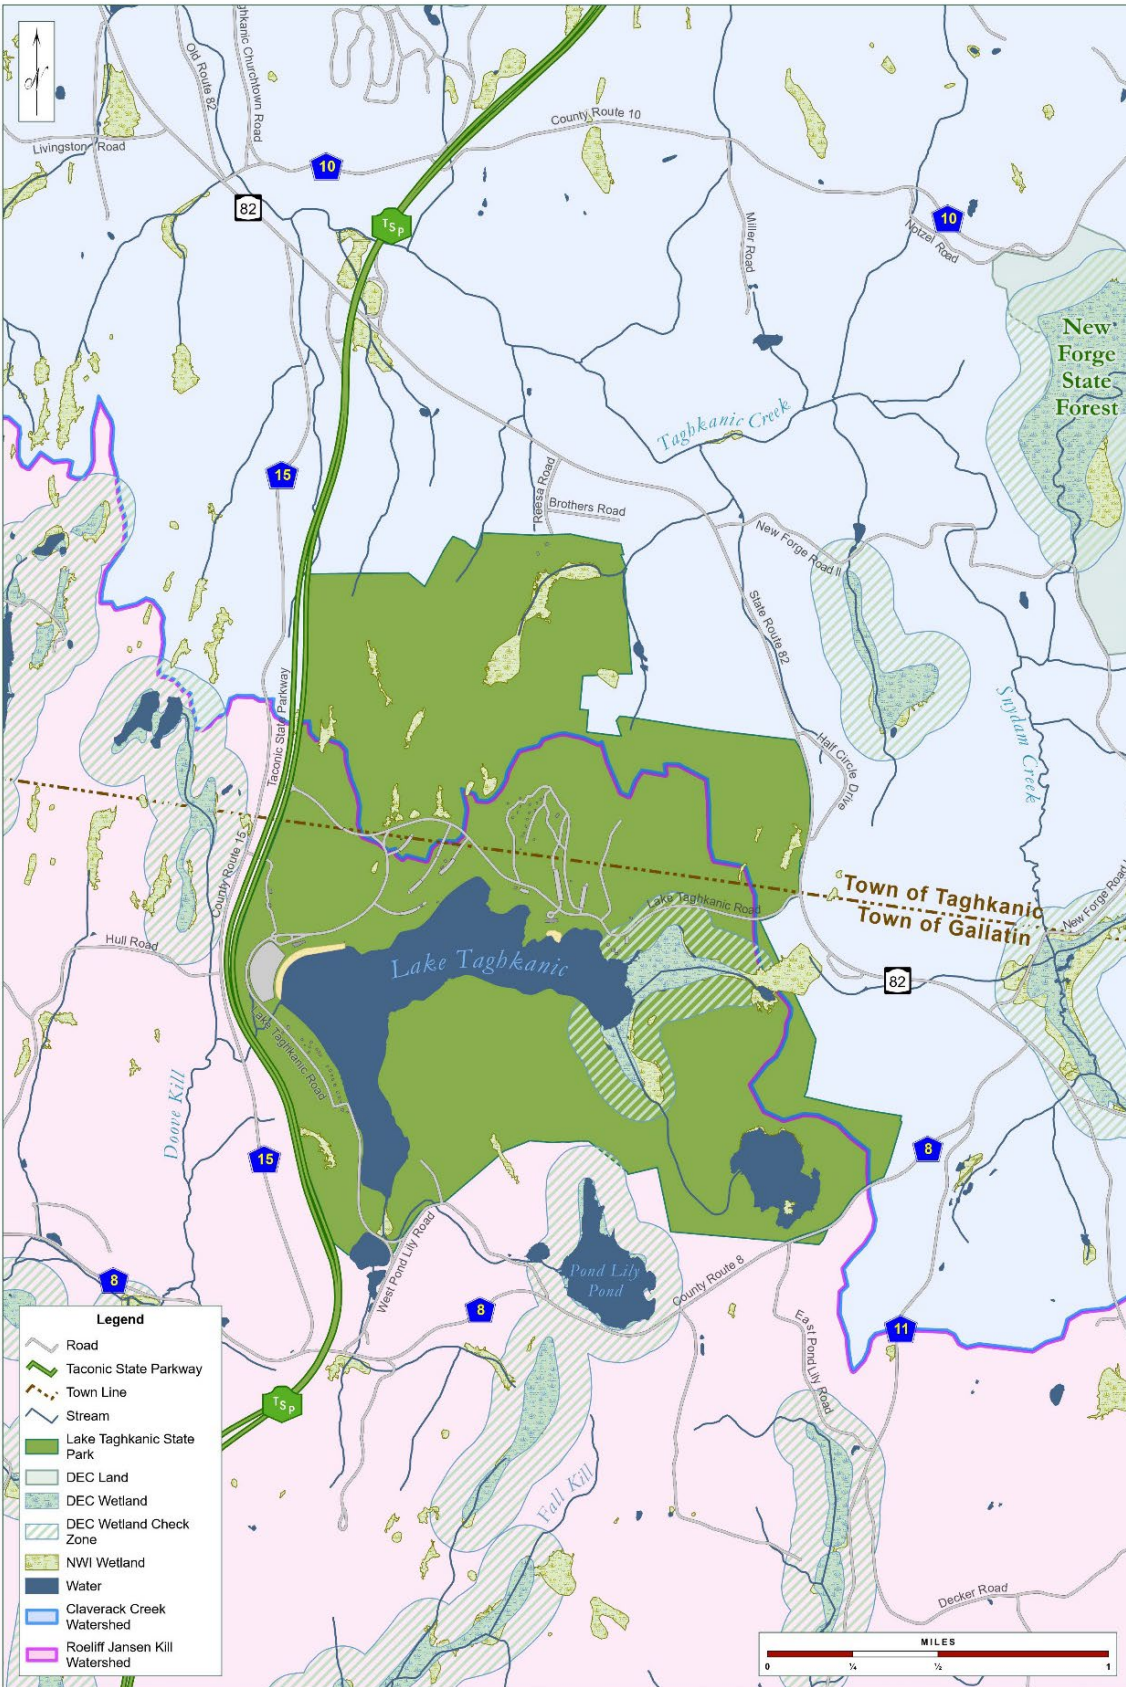 N
ghkanic Churchtown Road
Old Route 82
Livingston Road
10
82
TSP
County Route 10
Miller Road
10
Notzel Road
New
Forge
State
Forest
Taghkanic Creek
15
Reesa Road
Brothers Road
New Forge Road II
State Route 82
Snydam Creek
Taconic State Parkway
Half Circle Drive
County Route 15
Town of Taghkanic
Town of Gallatin
New Forge Road I
Lake Taghkanic Road
Hull Road
Lake Taghkanic
82
Lake Taghkanic Road
Doove Kill
15
8
West Pond Lily Road
Pond Lily
Pond
County Route 8
8
8
East Pond Lily Road
11
TSP
Fall Kill
Decker Road
Legend
Road
Taconic State Parkway
Town Line
Stream
Lake Taghkanic State
Park
DEC Land
DEC Wetland
DEC Wetland Check
Zone
NWI Wetland
Water
Claverack Creek
Watershed
Roeliff Jansen Kill
Watershed
MILES
0 ¼ ½ 1